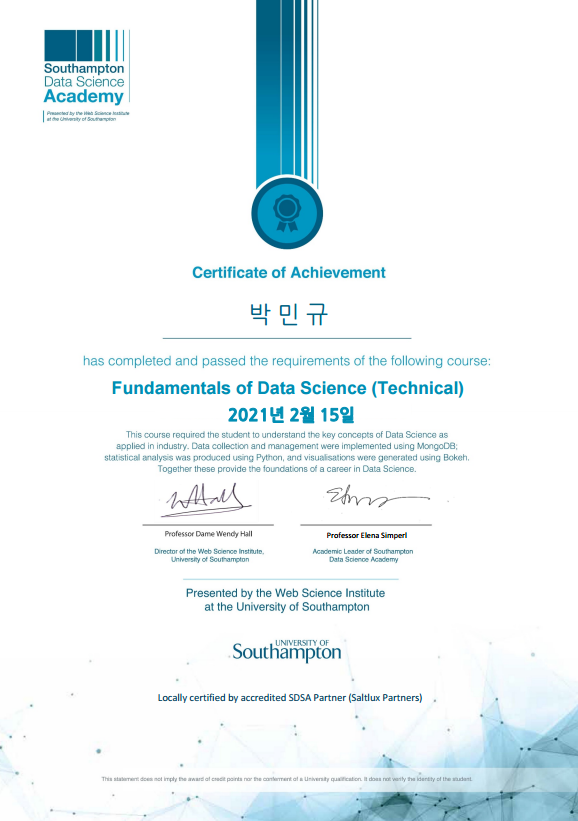 Southampton
Data Science
Academy
Presented by the Web Science Institute
at the University of Southampton
Certificate of Achievement
박민규
has completed and passed the requirements of the following course:
Fundamentals of Data Science (Technical)
2021년 2월 15일
This course required the student to understand the key concepts of Data Science as
applied in industry. Data collection and management were implemented using MongoDB;
statistical analysis was produced using Python, and visualisations were generated using Bokeh.
Together these provide the foundations of a career in Data Science.
Professor Dame Wendy Hall
Director of the Web Science Institute,
University of Southampton
Professor Elena Simperl
Academic Leader of Southampton
Data Science Academy
Presented by the Web Science Institute
at the University of Southampton
UNIVERSITY OF
Southampton
Locally certified by accredited SDSA Partner (Saltlux Partners)
This statement does not imply the award of credit points nor the conferment of a University qualification. It does not verify the identity of the student.